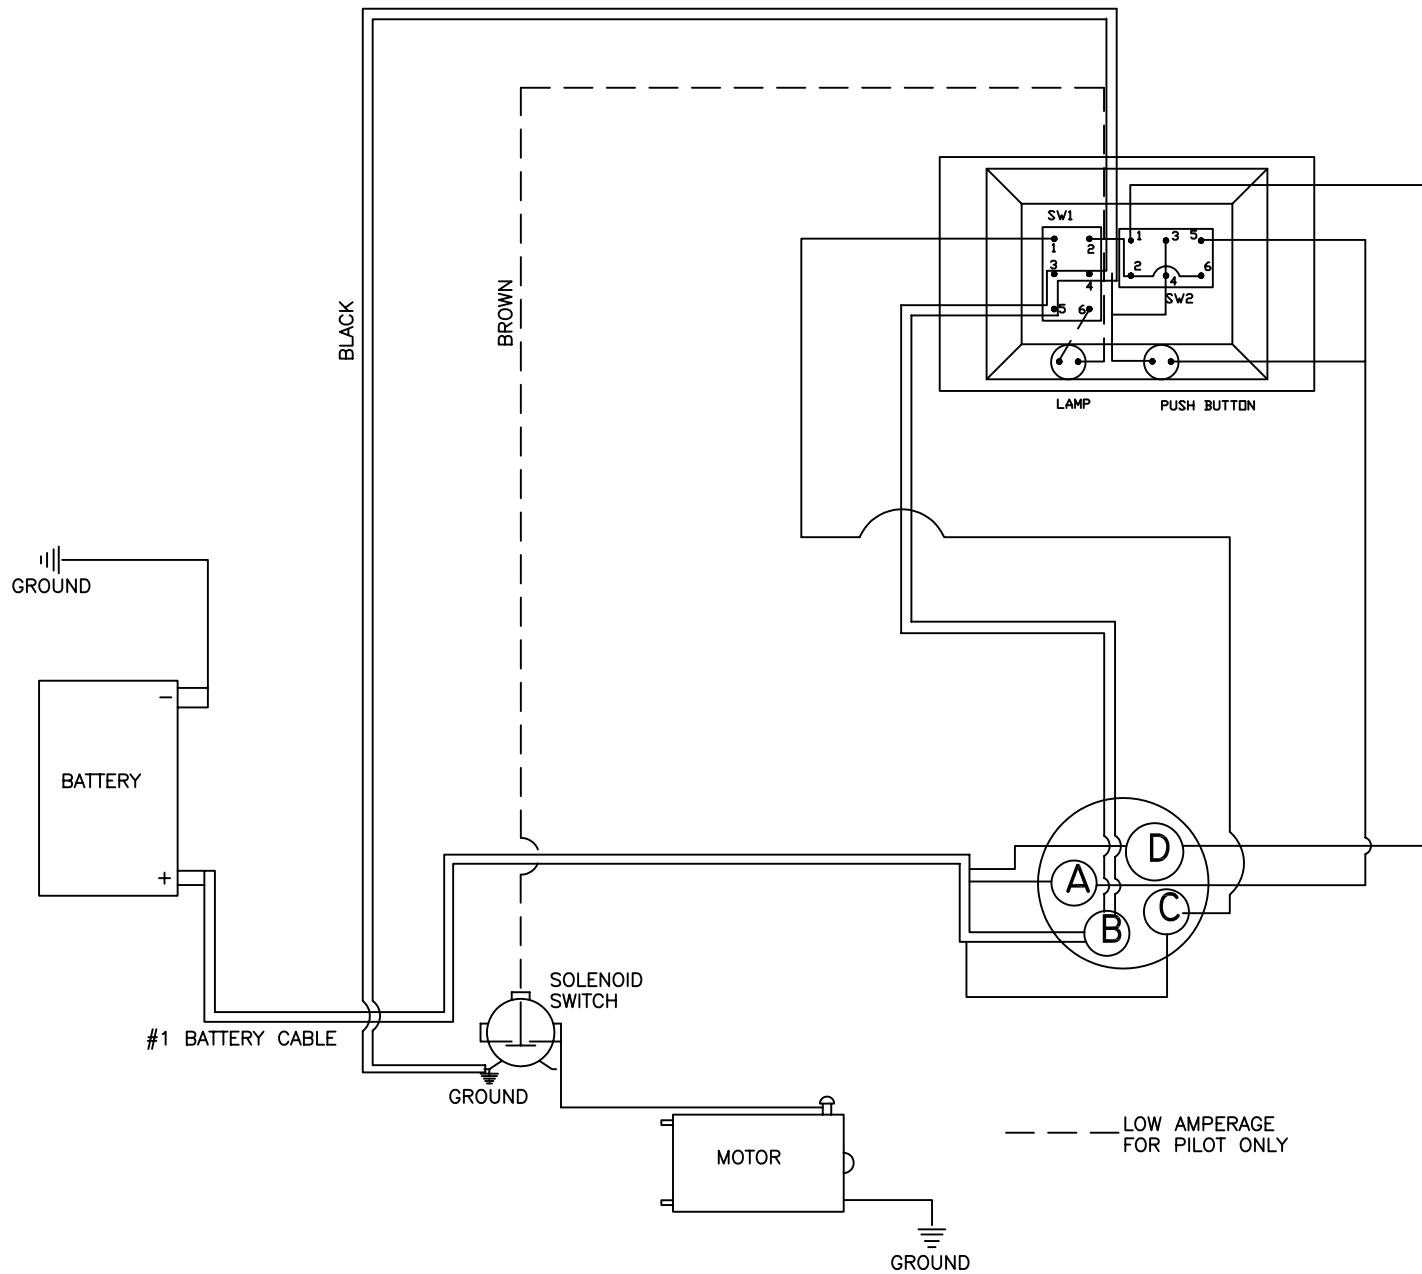 SW1
1
2
3
4
5
6
1
3
5
2
4
6
SW2
LAMP
PUSH BUTTON
BLACK
BROWN
GROUND
−
BATTERY
+
D
A
C
B
#1 BATTERY CABLE
SOLENOID
SWITCH
GROUND
MOTOR
LOW AMPERAGE
FOR PILOT ONLY
GROUND